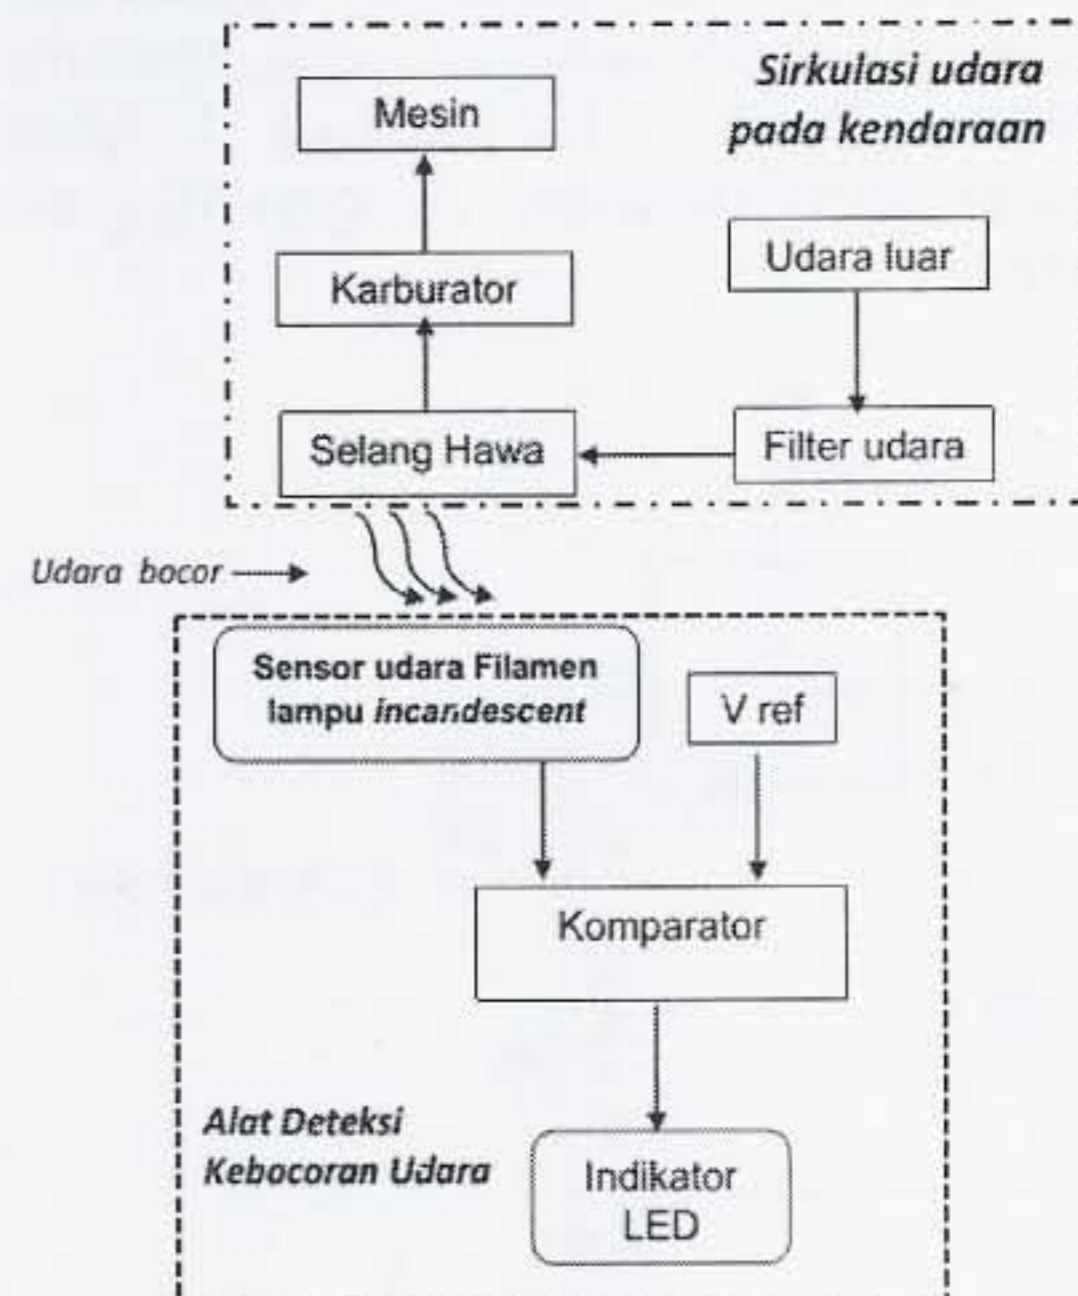 Sirkulasi udara
pada kendaraan
Mesin
Karburator
Udara luar
Selang Hawa
Filter udara
Udara bocor
Sensor udara Filamen
lampu incandescent
V ref
Komparator
Alat Deteksi
Kebocoran Udara
Indikator
LED